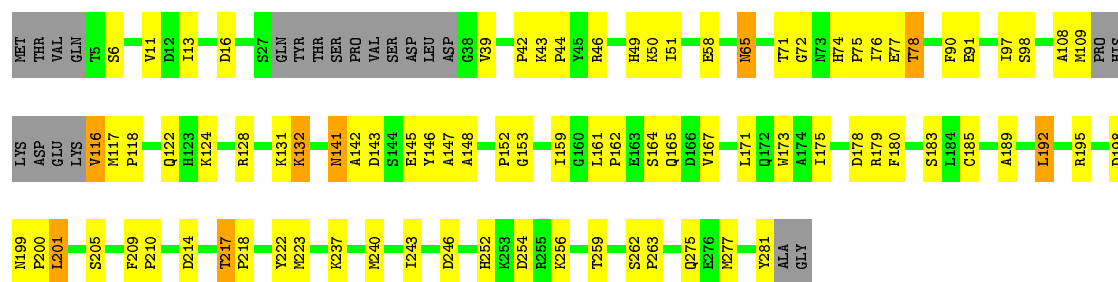 MET THR VAL GLN T5 S6 V11 D12 I13 D16 S27 GLN TYR THR THR SER PRO VAL SER ASP LEU ASP G38 V39 P42 K43 P44 Y45 R46 H49 K50 I51 E58 N65 T71 G72 N73 H74 P75 I76 E77 T78 F90 E91 I97 S98 A108 M109 PRO HIS
LYS ASP GLU LYS V116 M117 P118 Q122 H123 K124 R128 K131 K132 N141 A142 D143 S144 E145 Y146 A147 A148 P152 G153 I159 G160 L161 P162 E163 S164 Q165 D166 V167 L171 Q172 W173 A174 I175 D178 R179 F180 S183 L184 C185 A189 L192 R195
N199 P200 L201 S205 F209 P210 D214 T217 P218 Y222 M223 K237 M240 I243 D246 H252 K253 D254 R255 K256 T259 S262 P263 Q275 E276 M277 Y281 ALA GLY